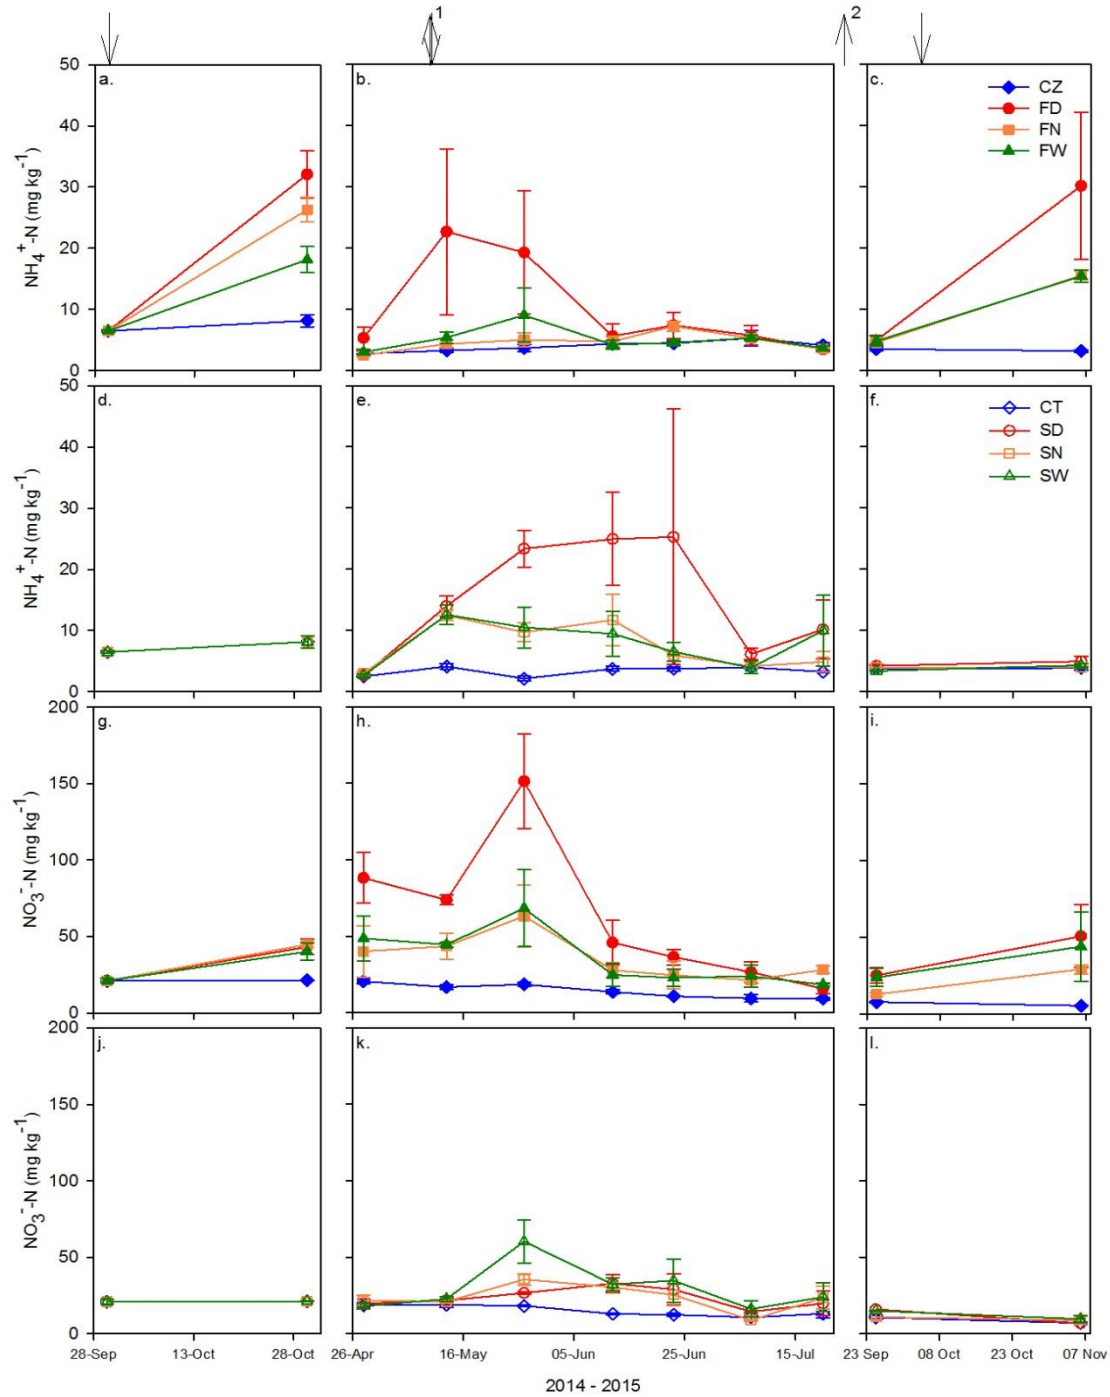 1
2
50
a.
b.
c.
CZ
FD
FN
FW
40
30
20
10
0
NH4+-N (mg kg-1)
50
d.
e.
f.
CT
SD
SN
SW
40
30
20
10
0
NH4+-N (mg kg-1)
200
g.
h.
i.
150
100
50
0
NO3--N (mg kg-1)
200
j.
k.
l.
150
100
50
0
NO3--N (mg kg-1)
28-Sep 13-Oct 28-Oct 26-Apr 16-May 05-Jun 25-Jun 15-Jul 23 Sep 08 Oct 23 Oct 07 Nov
2014 - 2015